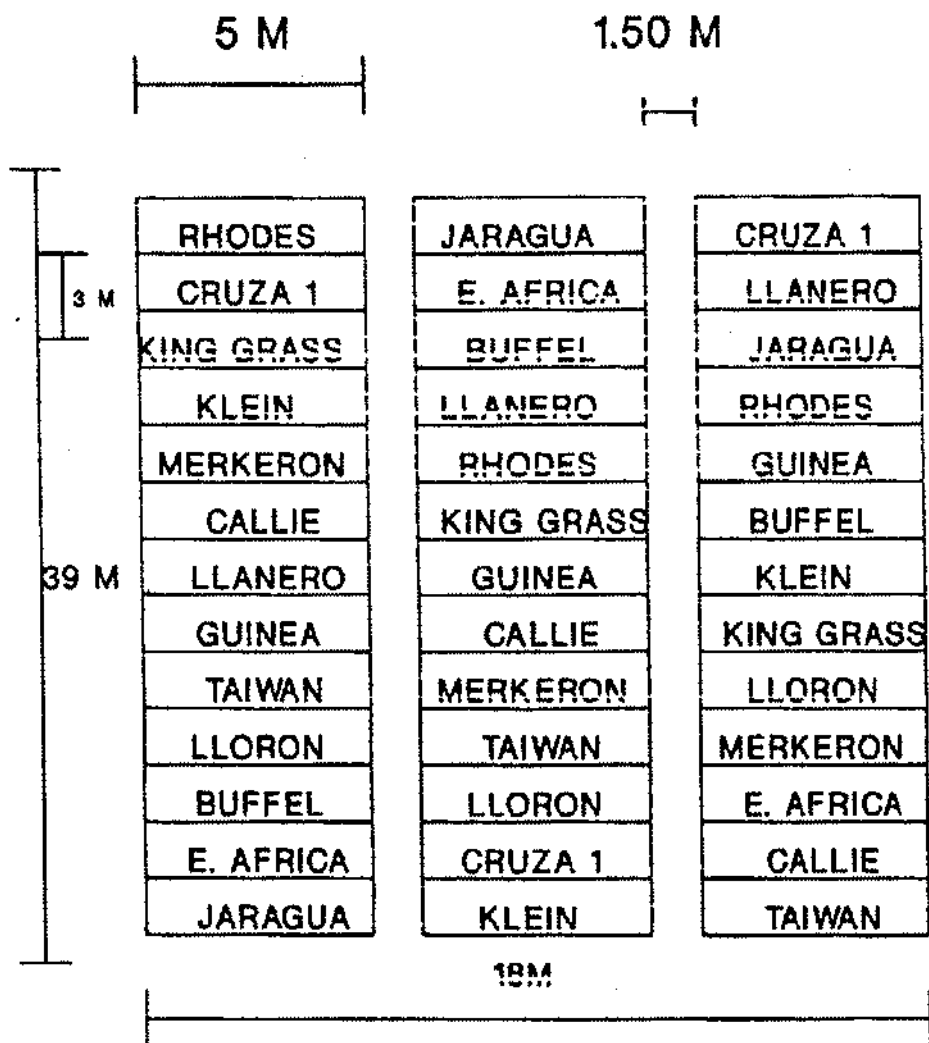 5 M 1.50 M
RHODES JARAGUA CRUZA 1
3 M CRUZA 1 E. AFRICA LLANERO
KING GRASS BUFFEL JARAGUA
KLEIN LLANERO RHODES
MERKERON RHODES GUINEA
CALLIE KING GRASS BUFFEL
39 M LLANERO GUINEA KLEIN
GUINEA CALLIE KING GRASS
TAIWAN MERKERON LLORON
LLORON TAIWAN MERKERON
BUFFEL LLORON E. AFRICA
E. AFRICA CRUZA 1 CALLIE
JARAGUA KLEIN TAIWAN
18M